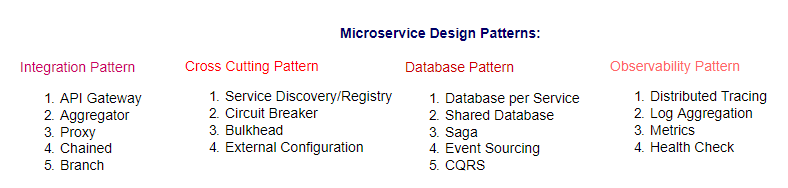 Microservice Design Patterns:
Integration Pattern
1. API Gateway
2. Aggregator
3. Proxy
4. Chained
5. Branch
Cross Cutting Pattern
1. Service Discovery/Registry
2. Circuit Breaker
3. Bulkhead
4. External Configuration
Database Pattern
1. Database per Service
2. Shared Database
3. Saga
4. Event Sourcing
5. CQRS
Observability Pattern
1. Distributed Tracing
2. Log Aggregation
3. Metrics
4. Health Check